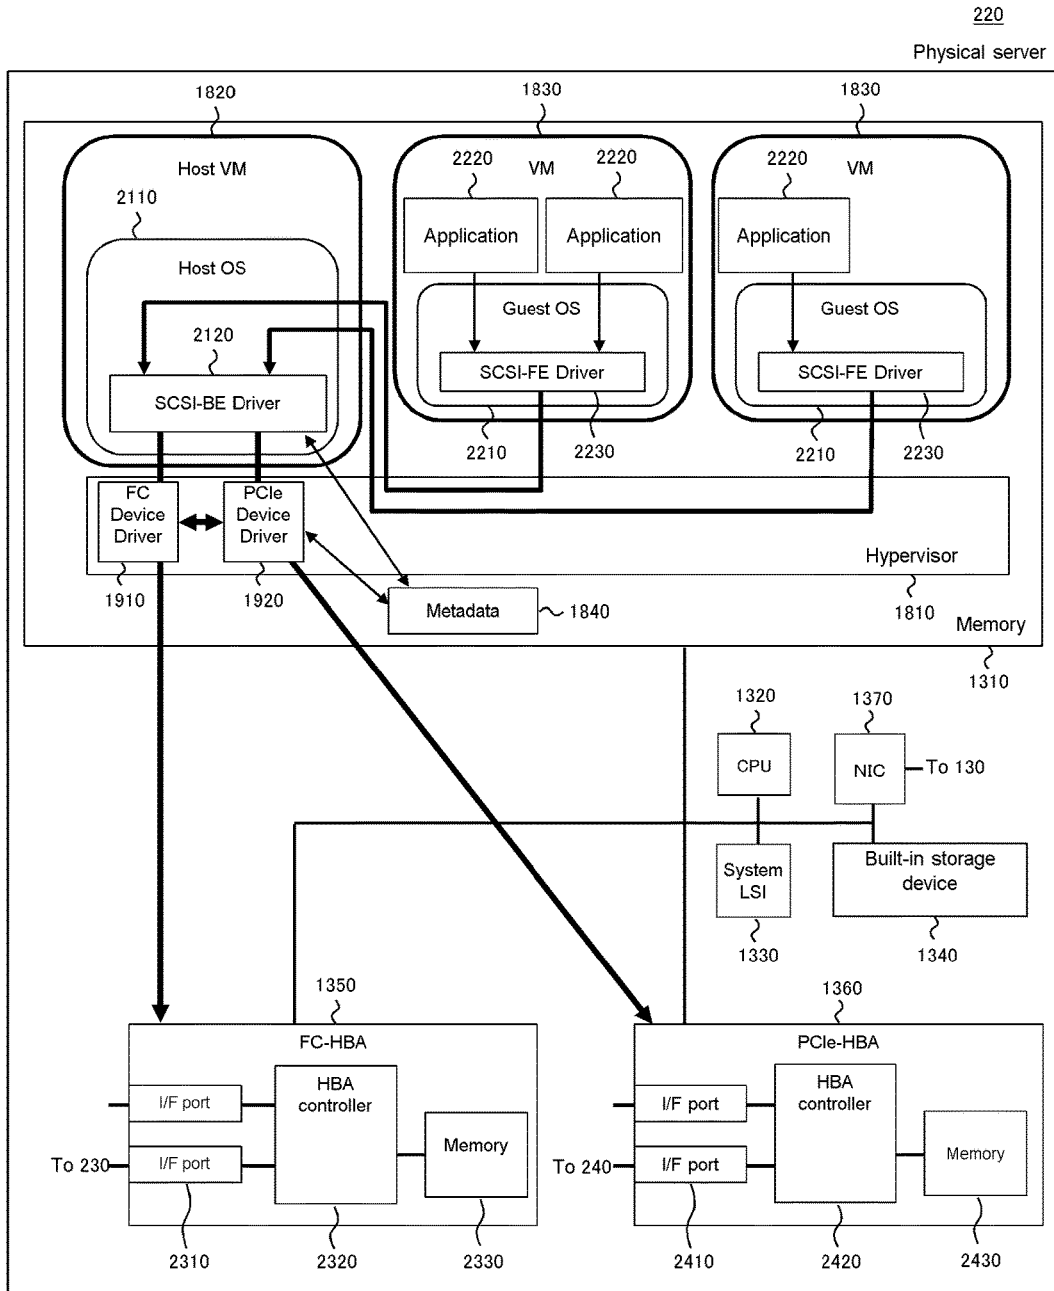 220
Physical server
1820
1830
1830
Host VM
VM
VM
2220
2220
2220
2110
Application
Application
Application
Host OS
Guest OS
Guest OS
2120
SCSI-BE Driver
SCSI-FE Driver
SCSI-FE Driver
2210
2230
2210
2230
FC
Device
Driver
PCIe
Device
Driver
Hypervisor
1910
1920
1810
Metadata
1840
Memory
1310
1320
1370
CPU
NIC
To 130
System
LSI
Built-in storage
device
1330
1340
1350
1360
FC-HBA
PCIe-HBA
I/F port
HBA
controller
I/F port
HBA
controller
Memory
Memory
To 230
I/F port
To 240
I/F port
2310
2320
2330
2410
2420
2430